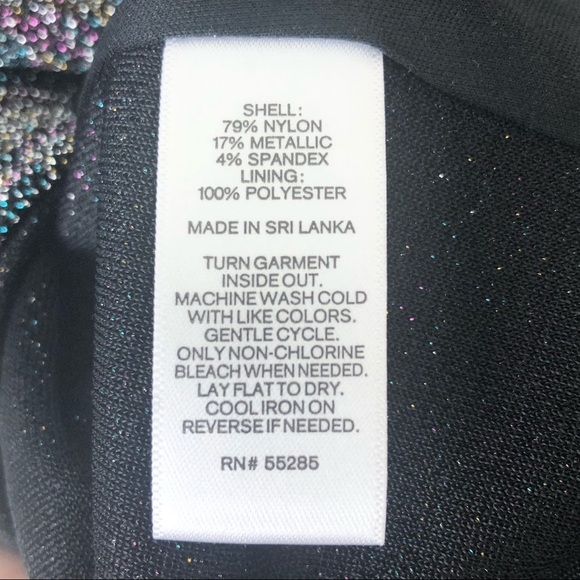 SHELL:
79% NYLON
17% METALLIC
4% SPANDEX
LINING:
100% POLYESTER
MADE IN SRI LANKA
TURN GARMENT
INSIDE OUT.
MACHINE WASH COLD
WITH LIKE COLORS.
GENTLE CYCLE.
ONLY NON-CHLORINE
BLEACH WHEN NEEDED.
LAY FLAT TO DRY.
COOL IRON ON
REVERSE IF NEEDED.
RN# 55285